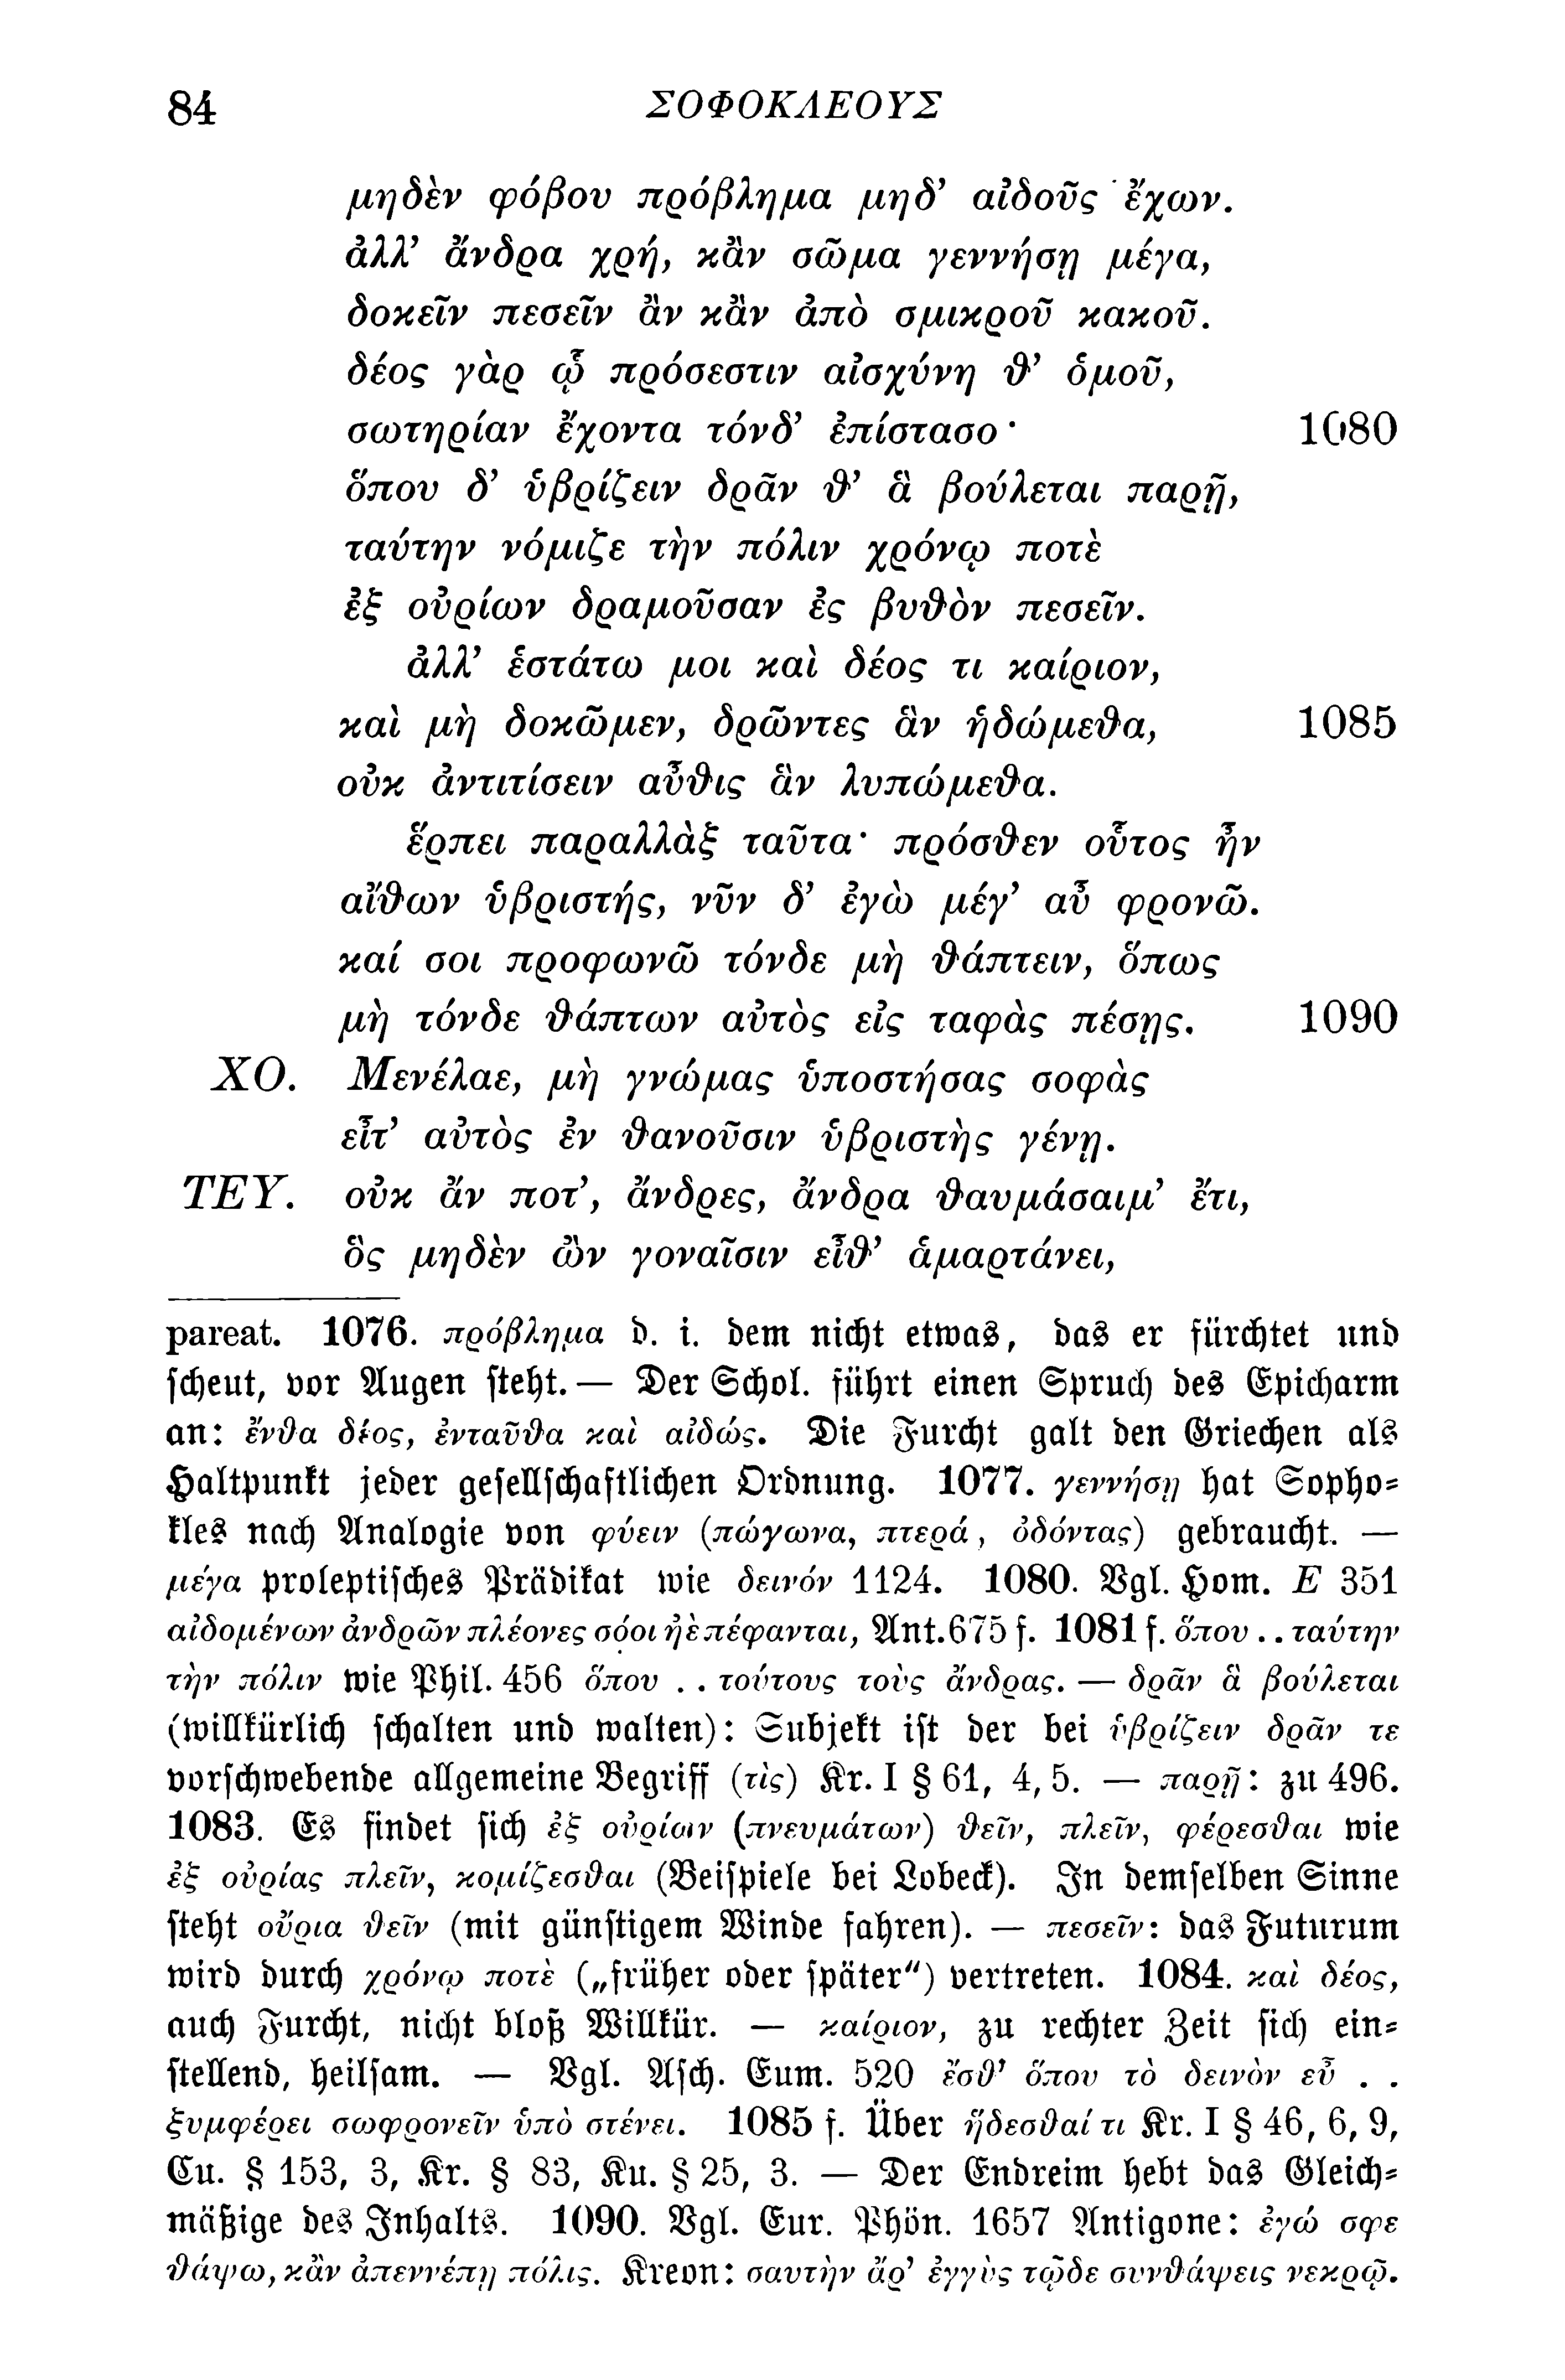 84 ΣΟΦΟΚΛΕΟΥΣ
μηδὲν φόβου πρόβλημα μηδ’ αἰδοῦς ἔχων.
ἀλλ’ ἄνδρα χρή, κἂν σῶμα γεννήσῃ μέγα,
δοκεῖν πεσεῖν ἂν κἂν ἀπὸ σμικροῦ κακοῦ.
δέος γὰρ ᾧ πρόσεστιν αἰσχύνη θ’ ὁμοῦ,
σωτηρίαν ἔχοντα τόνδ’ ἐπίστασο· 1080
ὅπου δ’ ὑβρίζειν δρᾶν θ’ ἃ βούλεται παρῇ,
ταύτην νόμιζε τὴν πόλιν χρόνῳ ποτὲ
ἐξ οὐρίων δραμοῦσαν ἐς βυθὸν πεσεῖν.
ἀλλ’ ἑστάτω μοι καὶ δέος τι καίριον,
καὶ μὴ δοκῶμεν, δρῶντες ἃν ἡδώμεθα, 1085
οὐκ ἀντιτίσειν αὖθις ἃν λυπώμεθα.
ἕρπει παραλλὰξ ταῦτα· πρόσθεν οὗτος ἦν
αἴθων ὑβριστής, νῦν δ’ ἐγὼ μέγ’ αὖ φρονῶ.
καί σοι προφωνῶ τόνδε μὴ θάπτειν, ὅπως
μὴ τόνδε θάπτων αὐτὸς εἰς ταφὰς πέσῃς. 1090
ΧΟ. Μενέλαε, μὴ γνώμας ὑποστήσας σοφὰς
εἶτ’ αὐτὸς ἐν θανοῦσιν ὑβριστὴς γένῃ.
ΤΕΥ. οὐκ ἄν ποτ’, ἄνδρες, ἄνδρα θαυμάσαιμ’ ἔτι,
ὃς μηδὲν ὢν γοναῖσιν εἶθ’ ἁμαρτάνει,
pareat. 1076. πρόβλημα d. i. dem nicht etwas, das er fürchtet und
scheut, vor Augen steht. — Der Schol. führt einen Spruch des Epicharm
an: ἔνθα δέος, ἐνταῦθα καὶ αἰδώς. Die Furcht galt den Griechen als
Haltpunkt jeder gesellschaftlichen Ordnung. 1077. γεννήσῃ hat Sopho-
kles nach Analogie von φύειν (πώγωνα, πτερά, ὀδόντας) gebraucht. —
μέγα proleptisches Prädikat wie δεινόν 1124. 1080. Vgl. Hom. Ε 351
αἰδομένων ἀνδρῶν πλέονες σόοι ἠὲ πέφανται, Ant. 675 f. 1081 f. ὅπου .. ταύτην
τὴν πόλιν wie Phil. 456 ὅπου . . τούτους τοὺς ἄνδρας. — δρᾶν ἃ βούλεται
(willkürlich schalten und walten): Subjekt ist der bei ὑβρίζειν δρᾶν τε
vorschwebende allgemeine Begriff (τὶς) Kr. I § 61, 4, 5. — παρῇ: zu 496.
1083. Es findet sich ἐξ οὐρίων (πνευμάτων) θεῖν, πλεῖν, φέρεσθαι wie
ἐξ οὐρίας πλεῖν, κομίζεσθαι (Beispiele bei Lobeck). In demselben Sinne
steht οὔρια θεῖν (mit günstigem Winde fahren). — πεσεῖν: das Futurum
wird durch χρόνῳ ποτὲ („früher oder später“) vertreten. 1084. καὶ δέος,
auch Furcht, nicht bloß Willkür. — καίριον, zu rechter Zeit sich ein-
stellend, heilsam. — Vgl. Äsch. Eum. 520 ἔσθ’ ὅπου τὸ δεινὸν εὖ . .
ξυμφέρει σωφρονεῖν ὑπὸ στένει. 1085 f. Über ἥδεσθαί τι Kr. I § 46, 6, 9,
Cu. § 153, 3, Kr. § 83, Ku. § 25, 3. — Der Endreim hebt das Gleich-
mäßige des Inhalts. 1090. Vgl. Eur. Phön. 1657 Antigone: ἐγώ σφε
θάψω, κἂν ἀπεννέπῃ πόλις. Kreon: σαυτὴν ἄρ’ ἐγγὺς τῷδε συνθάψεις νεκρῷ.